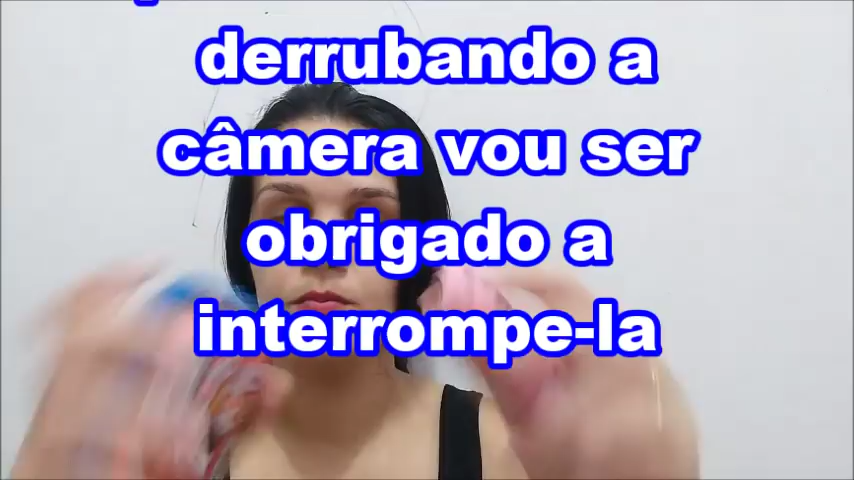 derrubando a
câmera vou ser
obrigado a
interrompe-la